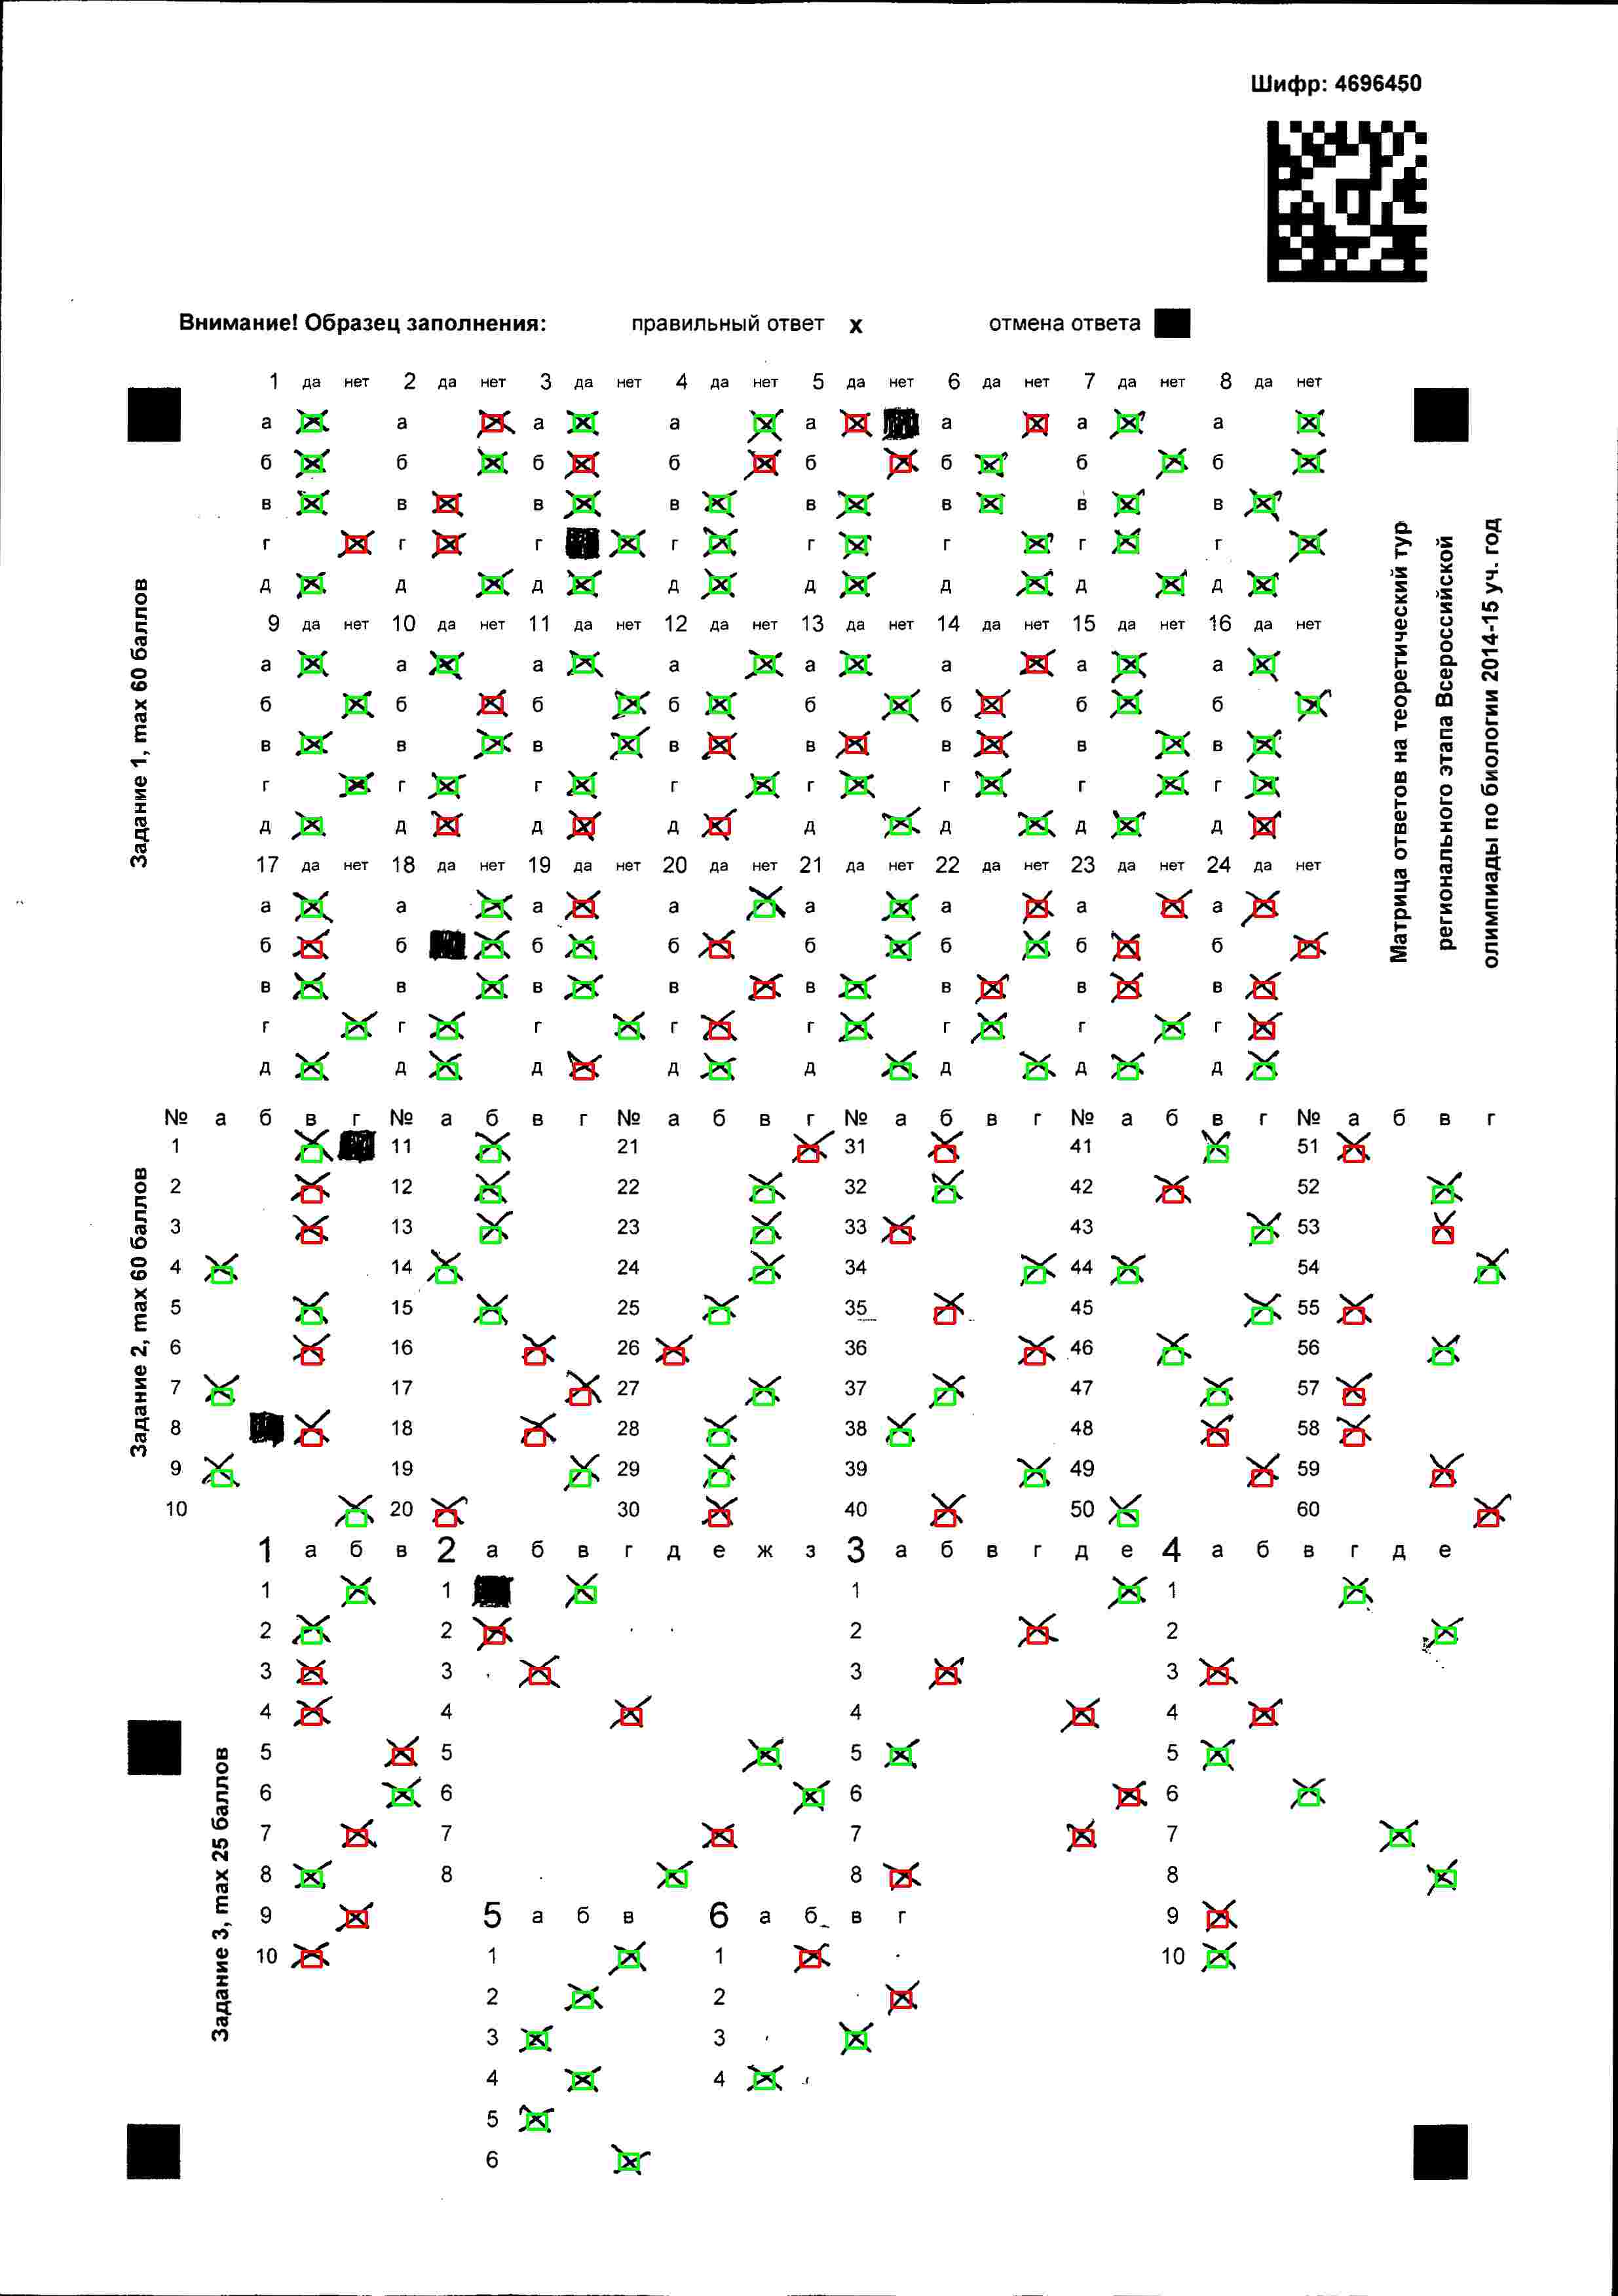 Шифр: 4696450
Внимание! Образец заполнения: правильный ответ х отмена ответа
1 да нет 2 да нет 3 да нет 4 да нет 5 да нет 6 да нет 7 да нет 8 да нет
а а а а а а а а
б б б б б б б б
в в в в в в в в
г г г г г г г г
д д д д д д д д
9 да нет 10 да нет 11 да нет 12 да нет 13 да нет 14 да нет 15 да нет 16 да нет
а а а а а а а а
б б б б б б б б
в в в в в в в в
г г г г г г г г
д д д д д д д д
17 да нет 18 да нет 19 да нет 20 да нет 21 да нет 22 да нет 23 да нет 24 да нет
а а а а а а а а
б б б б б б б б
в в в в в в в в
г г г г г г г г
д д д д д д д д
Задание 1, max 60 баллов
Матрица ответов на теоретический тур
регионального этапа Всероссийской
олимпиады по биологии 2014-15 уч. год
№ а б в г № а б в г № а б в г № а б в г № а б в г № а б в г
1 11 21 31 41 51
2 12 22 32 42 52
3 13 23 33 43 53
4 14 24 34 44 54
5 15 25 35 45 55
6 16 26 36 46 56
7 17 27 37 47 57
8 18 28 38 48 58
9 19 29 39 49 59
10 20 30 40 50 60
Задание 2, max 60 баллов
1 а б в 2 а б в г д е ж з 3 а б в г д е 4 а б в г д е
1 1 1 1
2 2 2 2
3 3 3 3
4 4 4 4
5 5 5 5
6 6 6 6
7 7 7 7
8 8 8 8
9 5 а б в 6 а б в г 9
10 1 1 10
2 2
3 3
4 4
5
6
Задание 3, max 25 баллов